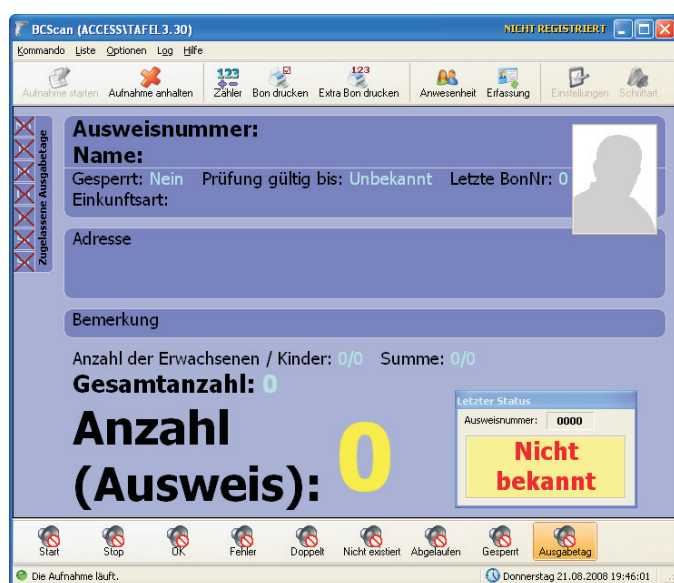 BCScan (ACCESS\TAFEL3.30) NICHT REGISTRIERT
Kommando Liste Optionen Log Hilfe
123 123
Aufnahme starten Aufnahme anhalten Zähler Bon drucken Extra Bon drucken Anwesenheit Erfassung Einstellungen Schriftart
Zugelassene Ausgabetage
Ausweisnummer:
Name:
Gesperrt: Nein Prüfung gültig bis: Unbekannt Letzte BonNr: 0
Einkunftsart:
Adresse
Bemerkung
Anzahl der Erwachsenen / Kinder: 0/0 Summe: 0/0
Gesamtanzahl: 0
Anzahl
(Ausweis): 0
Letzter Status
Ausweisnummer: 0000
Nicht
bekannt
Start Stop OK Fehler Doppelt Nicht existiert Abgelaufen Gesperrt Ausgabetag
Die Aufnahme läuft. Donnerstag 21.08.2008 19:46:01